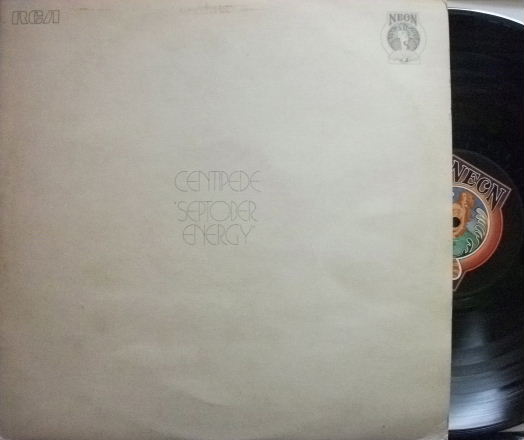 RCA
NEON
CENTIPEDE
'SEPTOBER
ENERGY'
NEON